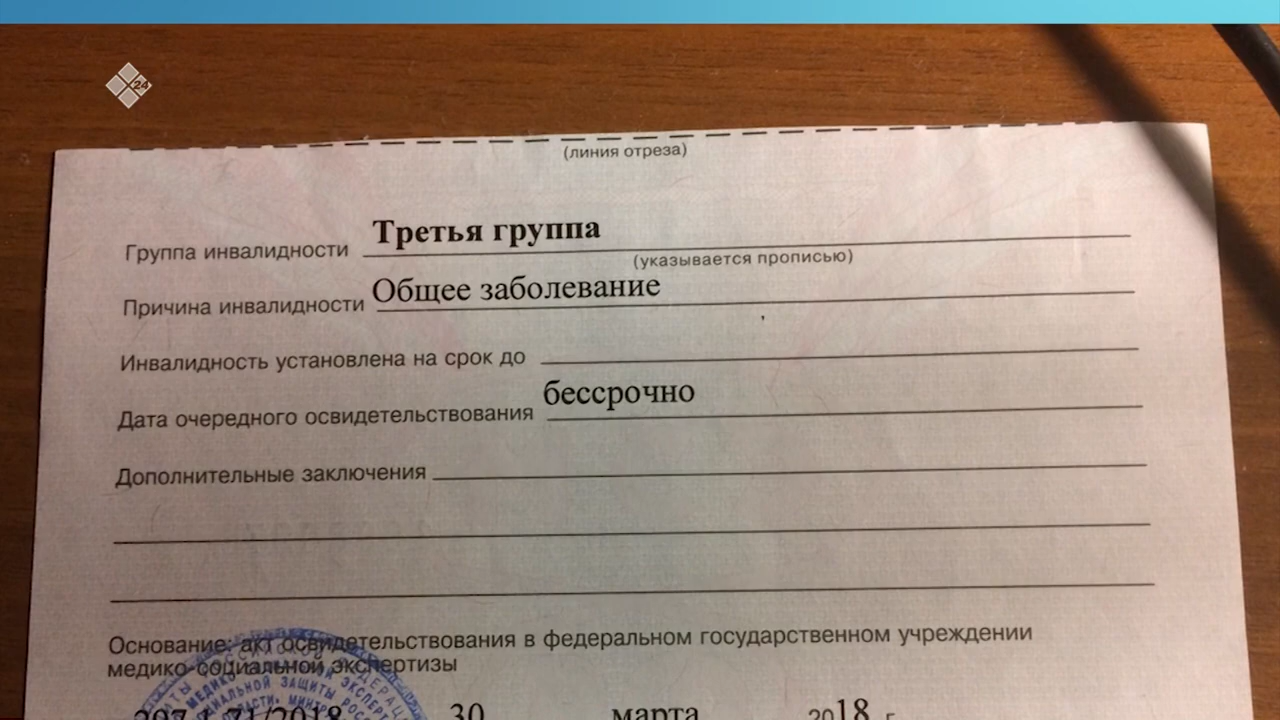 24
(линия отреза)
Группа инвалидности Третья группа
(указывается прописью)
Причина инвалидности Общее заболевание
Инвалидность установлена на срок до
бессрочно
Дата очередного освидетельствования
Дополнительные заключения
Основание: акт освидетельствования в федеральном государственном учреждении
медико-социальной экспертизы
30 марта 2018 г.